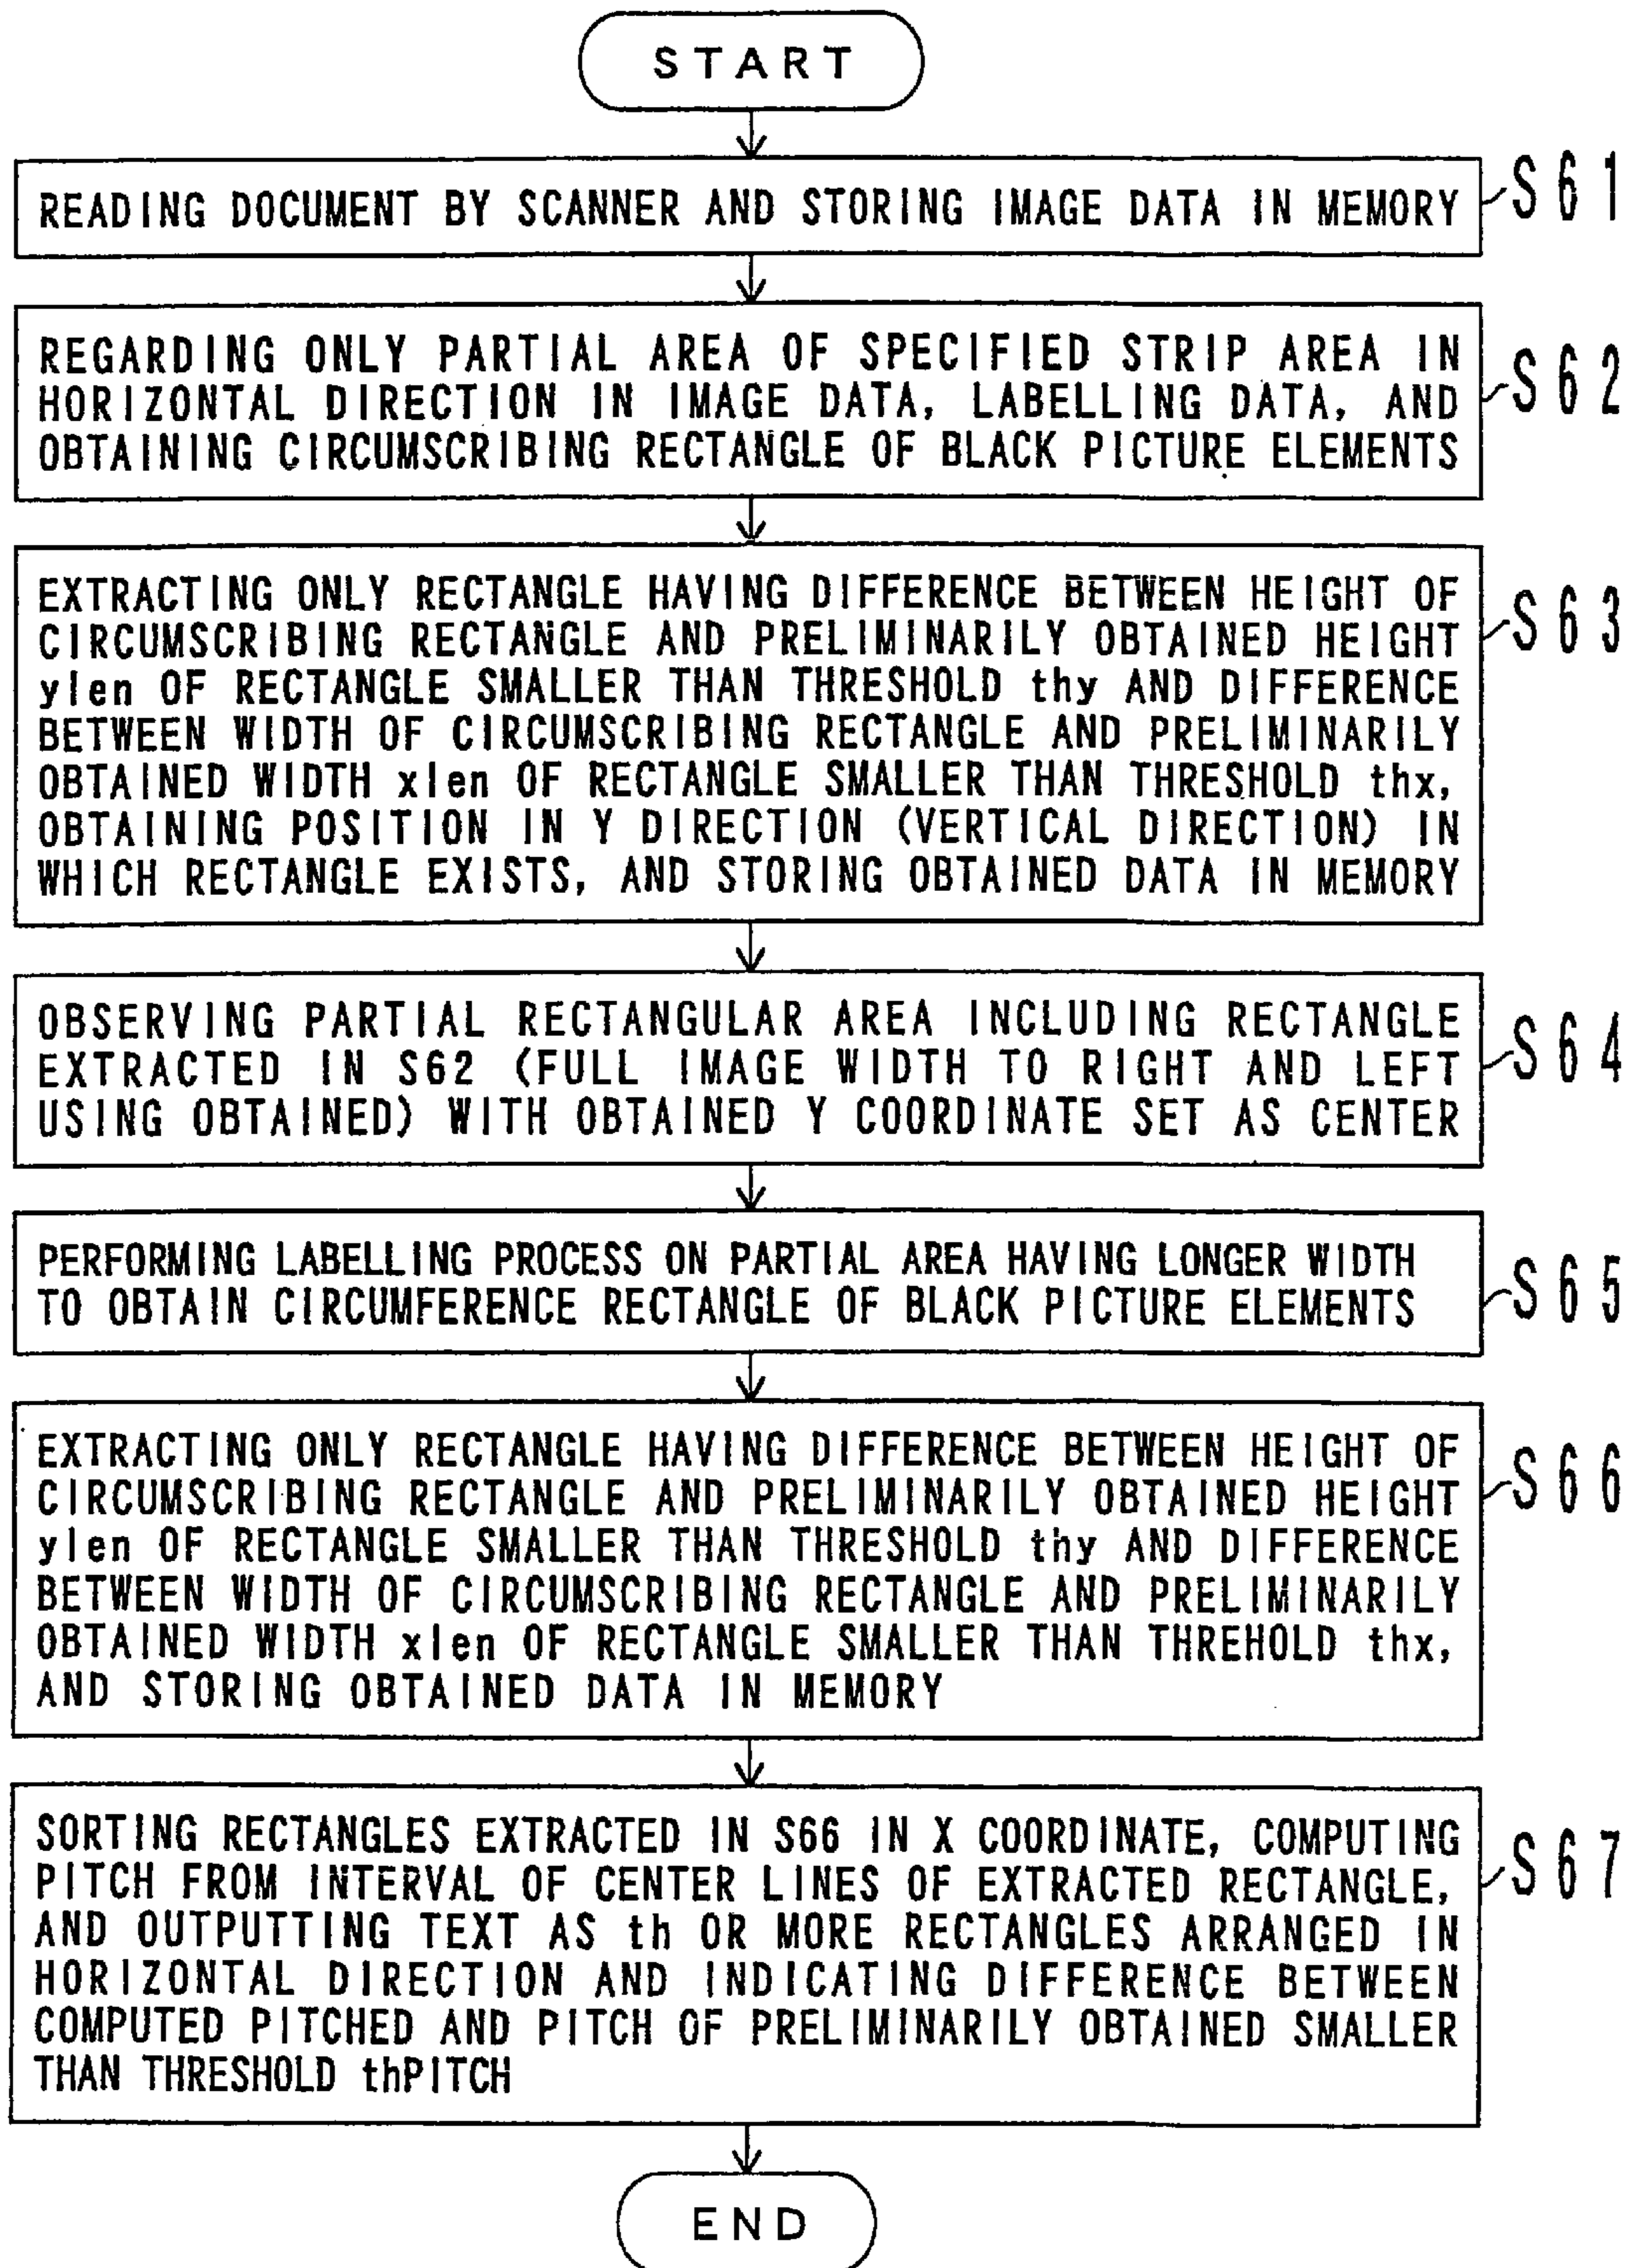 START
READING DOCUMENT BY SCANNER AND STORING IMAGE DATA IN MEMORY
S61
REGARDING ONLY PARTIAL AREA OF SPECIFIED STRIP AREA IN
HORIZONTAL DIRECTION IN IMAGE DATA, LABELLING DATA, AND
OBTAINING CIRCUMSCRIBING RECTANGLE OF BLACK PICTURE ELEMENTS
S62
EXTRACTING ONLY RECTANGLE HAVING DIFFERENCE BETWEEN HEIGHT OF
CIRCUMSCRIBING RECTANGLE AND PRELIMINARILY OBTAINED HEIGHT
ylen OF RECTANGLE SMALLER THAN THRESHOLD thy AND DIFFERENCE
BETWEEN WIDTH OF CIRCUMSCRIBING RECTANGLE AND PRELIMINARILY
OBTAINED WIDTH xlen OF RECTANGLE SMALLER THAN THRESHOLD thx,
OBTAINING POSITION IN Y DIRECTION (VERTICAL DIRECTION) IN
WHICH RECTANGLE EXISTS, AND STORING OBTAINED DATA IN MEMORY
S63
OBSERVING PARTIAL RECTANGULAR AREA INCLUDING RECTANGLE
EXTRACTED IN S62 (FULL IMAGE WIDTH TO RIGHT AND LEFT
USING OBTAINED) WITH OBTAINED Y COORDINATE SET AS CENTER
S64
PERFORMING LABELLING PROCESS ON PARTIAL AREA HAVING LONGER WIDTH
TO OBTAIN CIRCUMFERENCE RECTANGLE OF BLACK PICTURE ELEMENTS
S65
EXTRACTING ONLY RECTANGLE HAVING DIFFERENCE BETWEEN HEIGHT OF
CIRCUMSCRIBING RECTANGLE AND PRELIMINARILY OBTAINED HEIGHT
ylen OF RECTANGLE SMALLER THAN THRESHOLD thy AND DIFFERENCE
BETWEEN WIDTH OF CIRCUMSCRIBING RECTANGLE AND PRELIMINARILY
OBTAINED WIDTH xlen OF RECTANGLE SMALLER THAN THREHOLD thx,
AND STORING OBTAINED DATA IN MEMORY
S66
SORTING RECTANGLES EXTRACTED IN S66 IN X COORDINATE, COMPUTING
PITCH FROM INTERVAL OF CENTER LINES OF EXTRACTED RECTANGLE,
AND OUTPUTTING TEXT AS th OR MORE RECTANGLES ARRANGED IN
HORIZONTAL DIRECTION AND INDICATING DIFFERENCE BETWEEN
COMPUTED PITCHED AND PITCH OF PRELIMINARILY OBTAINED SMALLER
THAN THRESHOLD thPITCH
S67
END